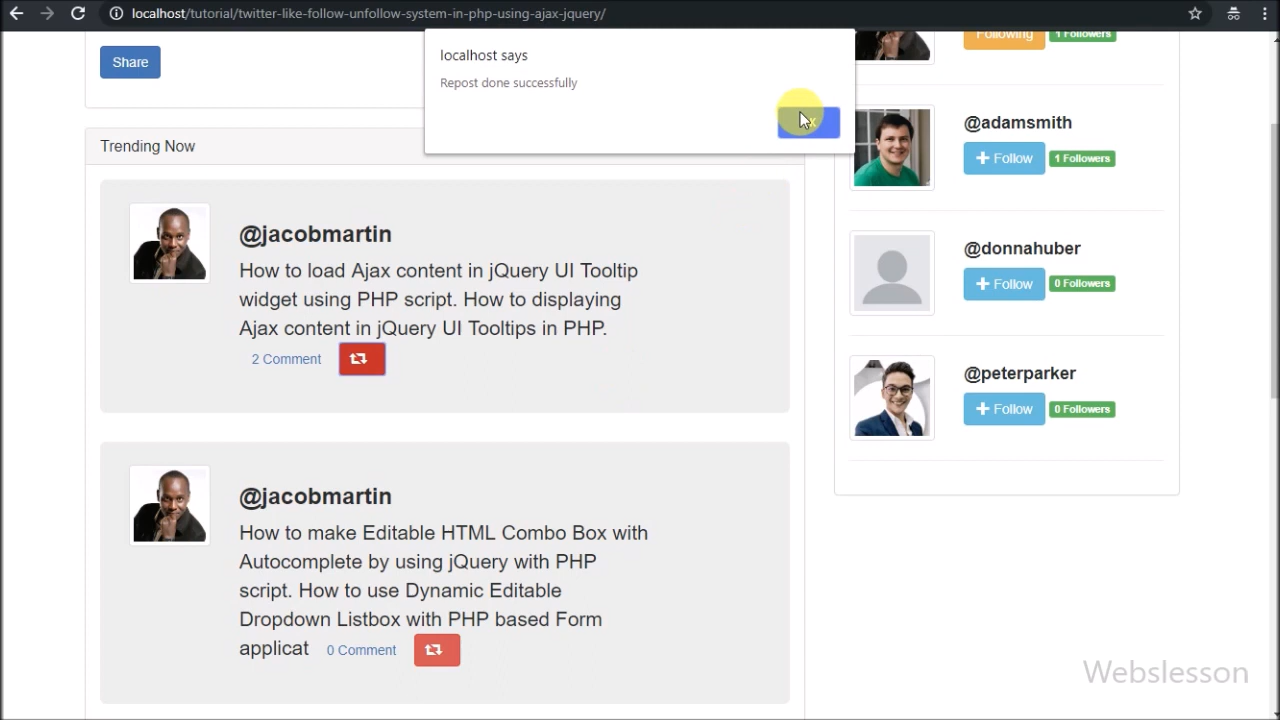 localhost/tutorial/twitter-like-follow-unfollow-system-in-php-using-ajax-jquery/
localhost says
Repost done successfully
Share
Trending Now
@jacobmartin
How to load Ajax content in jQuery UI Tooltip
widget using PHP script. How to displaying
Ajax content in jQuery UI Tooltips in PHP.
2 Comment
@jacobmartin
How to make Editable HTML Combo Box with
Autocomplete by using jQuery with PHP
script. How to use Dynamic Editable
Dropdown Listbox with PHP based Form
applicat 0 Comment
Following 1 Followers
@adamsmith
Follow 1 Followers
@donnahuber
Follow 0 Followers
@peterparker
Follow 0 Followers
Webslesson